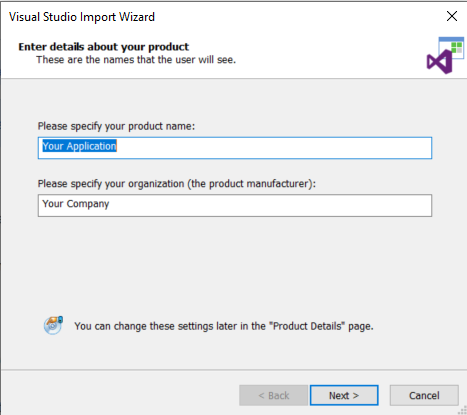 Visual Studio Import Wizard
Enter details about your product
These are the names that the user will see.
Please specify your product name:
Your Application
Please specify your organization (the product manufacturer):
Your Company
You can change these settings later in the "Product Details" page.
< Back
Next >
Cancel